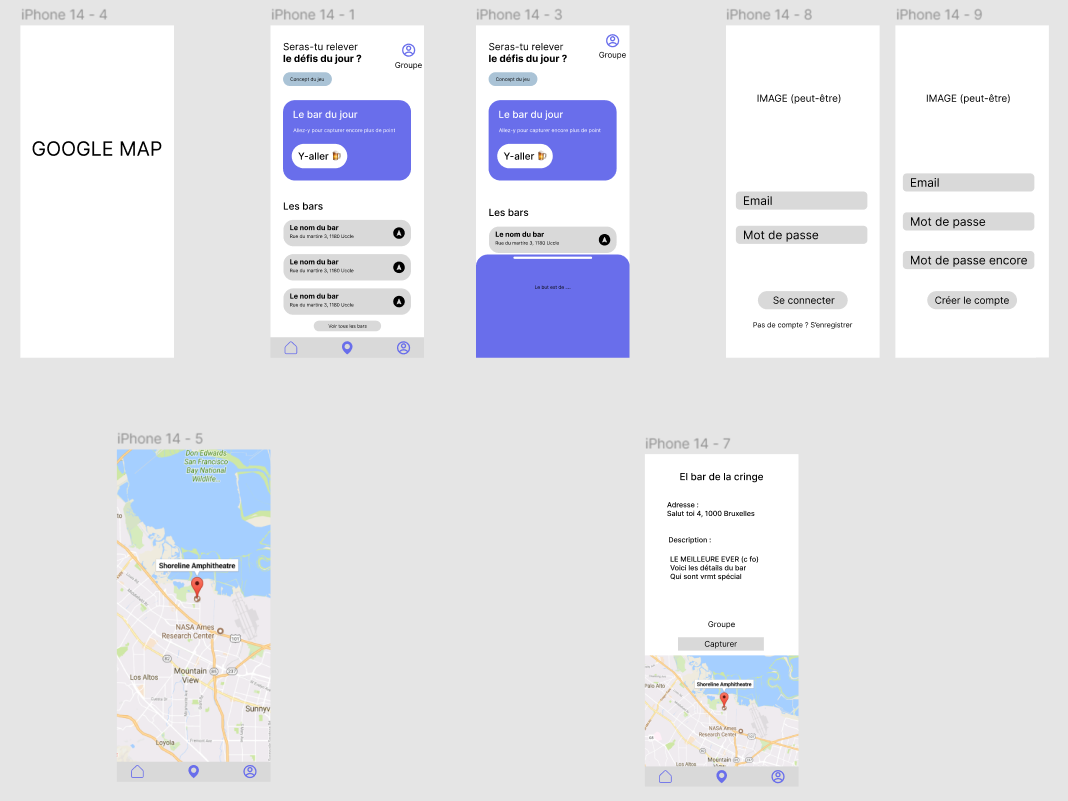 iPhone 14 - 4
GOOGLE MAP
iPhone 14 - 1
Seras-tu relever
le défis du jour ?
Groupe
Concept du jeu
Le bar du jour
Allez-y pour capturer encore plus de point
Y-aller 🍺
Les bars
Le nom du bar
Rue du martire 3, 1180 Uccle
Le nom du bar
Rue du martire 3, 1180 Uccle
Le nom du bar
Rue du martire 3, 1180 Uccle
Voir tous les bars
iPhone 14 - 3
Seras-tu relever
le défis du jour ?
Groupe
Concept du jeu
Le bar du jour
Allez-y pour capturer encore plus de point
Y-aller 🍺
Les bars
Le nom du bar
Rue du martire 3, 1180 Uccle
Le but est de ...
iPhone 14 - 8
IMAGE (peut-être)
Email
Mot de passe
Se connecter
Pas de compte ? S'enregistrer
iPhone 14 - 9
IMAGE (peut-être)
Email
Mot de passe
Mot de passe encore
Créer le compte
iPhone 14 - 5
Don Edwards
San Francisco
Bay National
Wildlife..
to
Shoreline Amphitheatre
NASA Ames
Research Center
101
85
85
237
Mountain
View
Los Altos
Sunnyv
Loyola
iPhone 14 - 7
El bar de la cringe
Adresse :
Salut toi 4, 1000 Bruxelles
Description :
LE MEILLEURE EVER (c fo)
Voici les détails du bar
Qui sont vrmt spécial
Groupe
Capturer
Palo Alto
Shoreline Amphitheatre
NASA Ames
Research Center
Mountain
View
Los Altos
Sunnyv